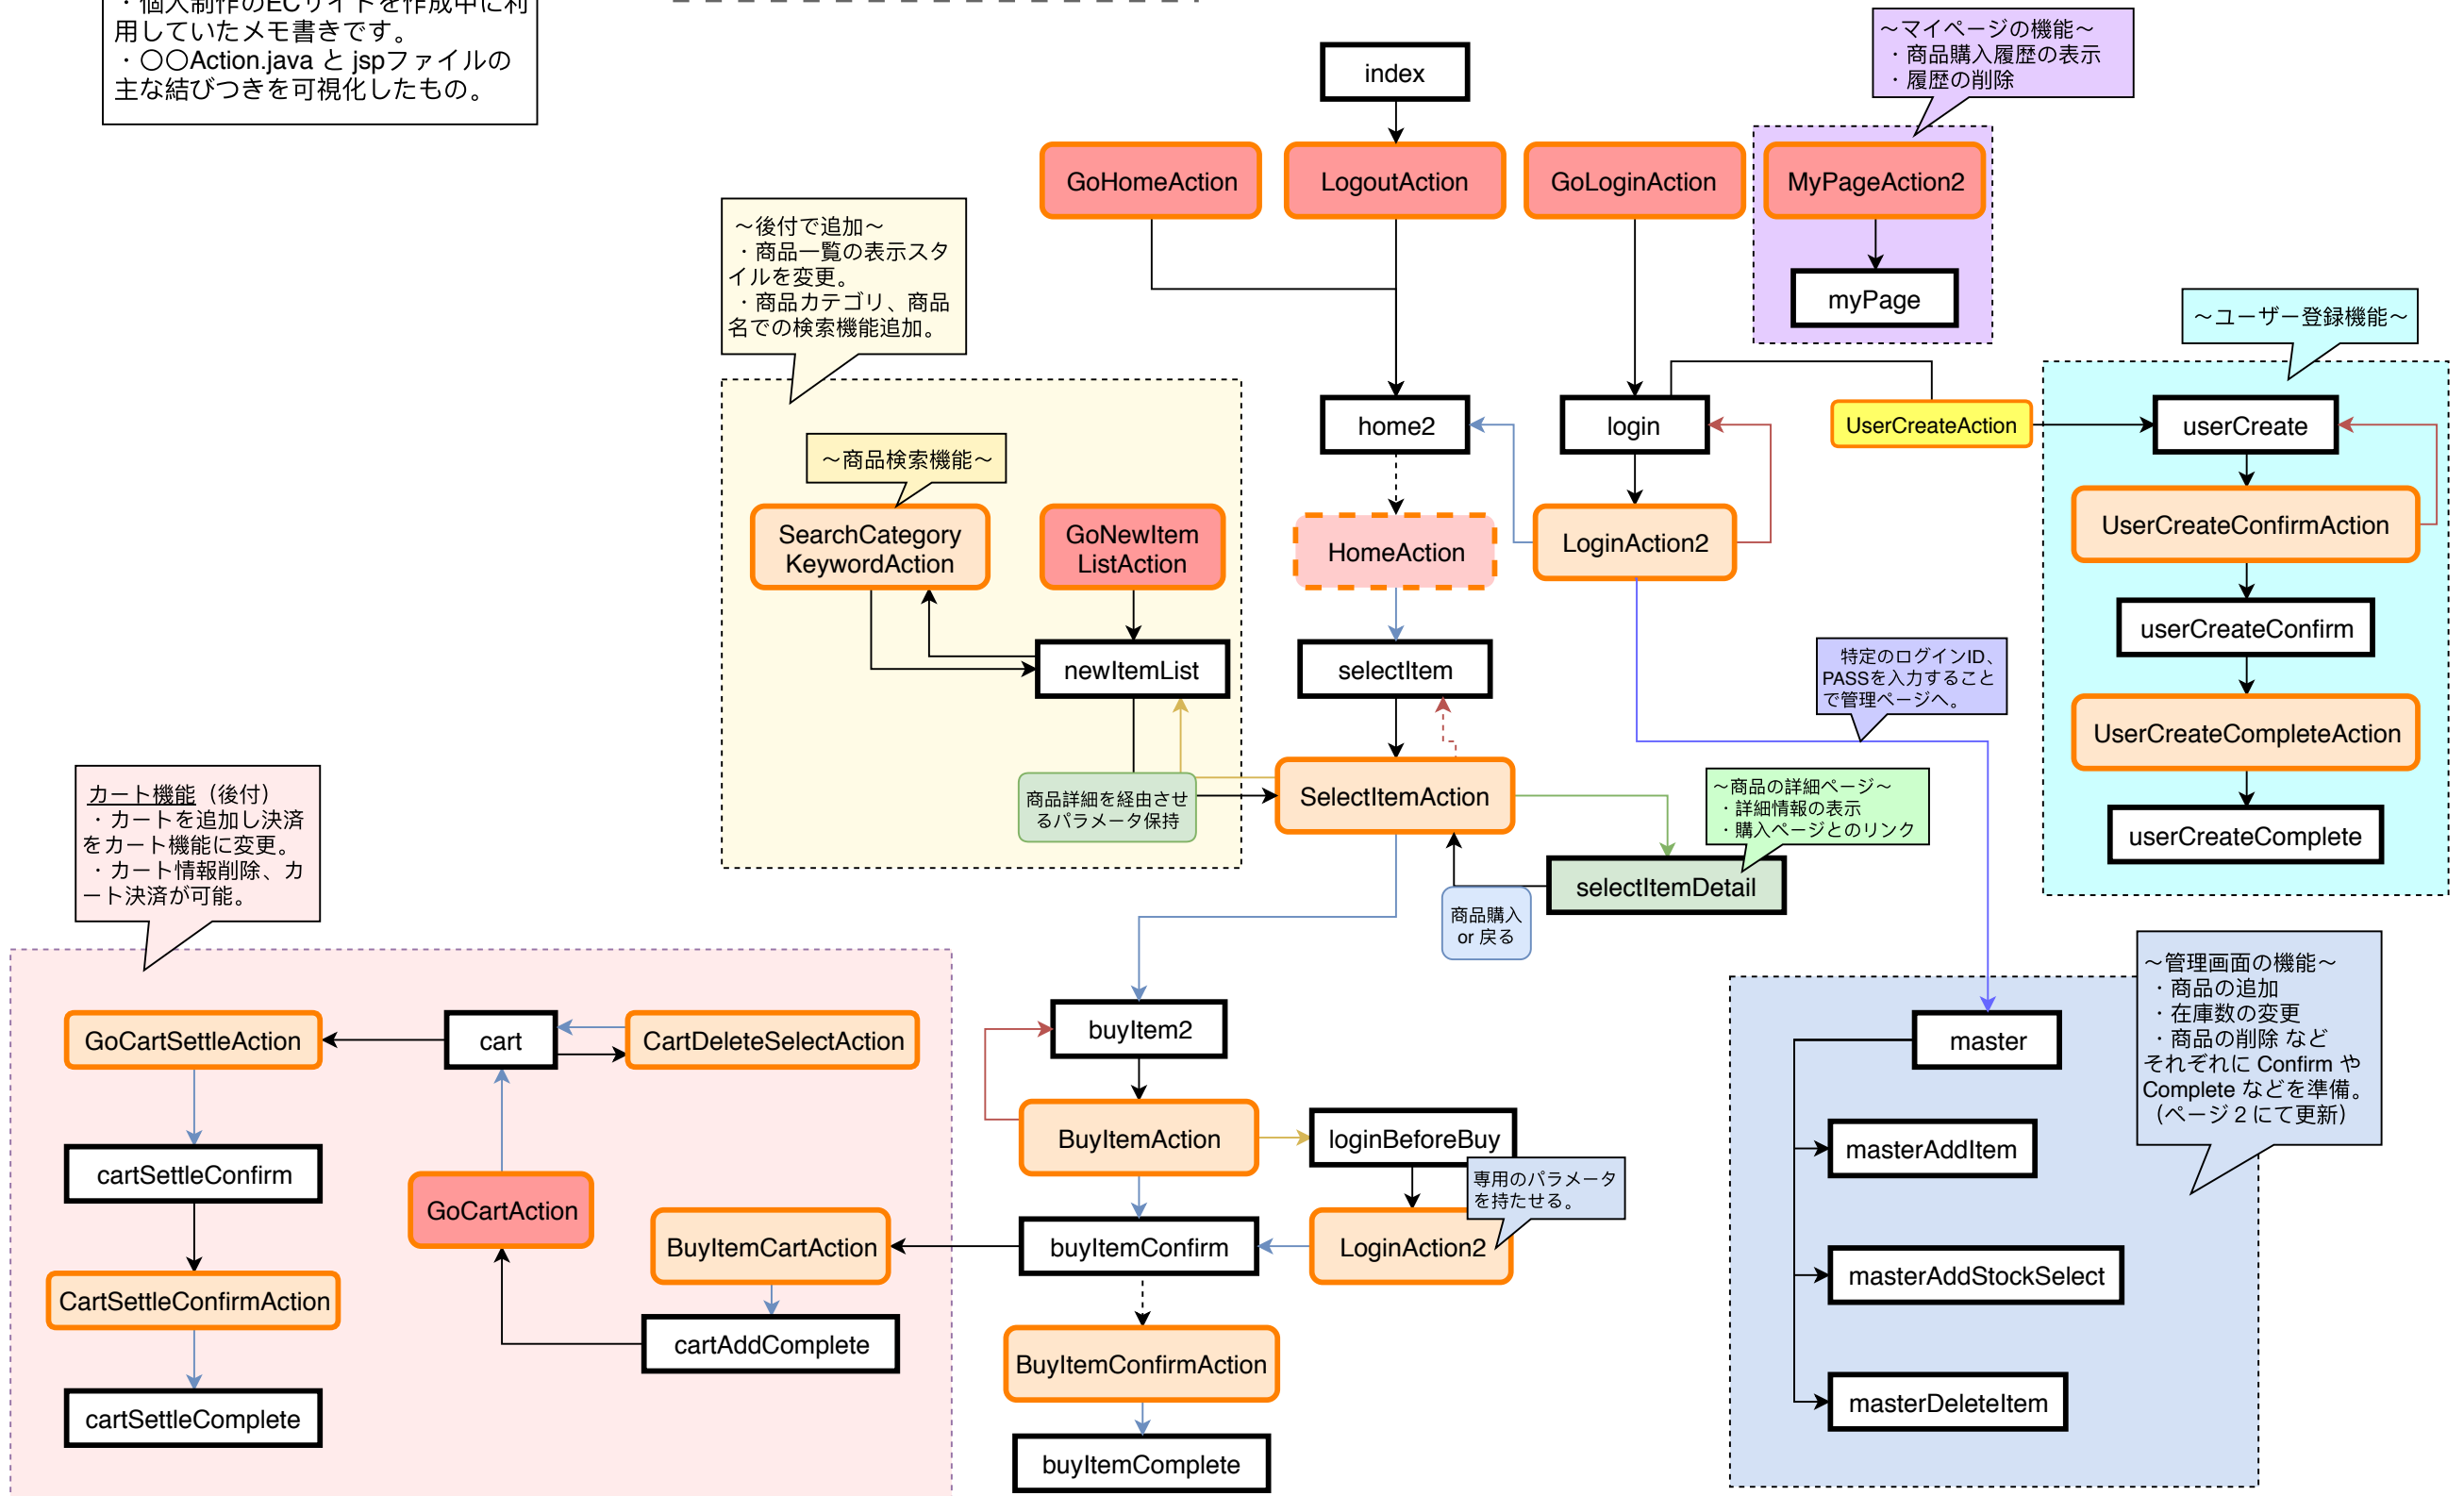 ・個人制作のECサイトを作成中に利
用していたメモ書きです。
・〇〇Action.java と jspファイルの
主な結びつきを可視化したもの。
index
～マイページの機能～
・商品購入履歴の表示
・履歴の削除
GoHomeAction
LogoutAction
GoLoginAction
MyPageAction2
myPage
～後付で追加～
・商品一覧の表示スタ
イルを変更。
・商品カテゴリ、商品
名での検索機能追加。
～ユーザー登録機能～
home2
login
UserCreateAction
userCreate
～商品検索機能～
SearchCategory
KeywordAction
GoNewItem
ListAction
HomeAction
LoginAction2
UserCreateConfirmAction
userCreateConfirm
newItemList
selectItem
特定のログインID、
PASSを入力すること
で管理ページへ。
UserCreateCompleteAction
userCreateComplete
商品詳細を経由させ
るパラメータ保持
SelectItemAction
～商品の詳細ページ～
・詳細情報の表示
・購入ページとのリンク
selectItemDetail
商品購入
or 戻る
カート機能（後付）
・カートを追加し決済
をカート機能に変更。
・カート情報削除、カ
ート決済が可能。
GoCartSettleAction
cart
CartDeleteSelectAction
buyItem2
master
～管理画面の機能～
・商品の追加
・在庫数の変更
・商品の削除 など
それぞれに Confirm や
Complete などを準備。
（ページ２にて更新）
cartSettleConfirm
GoCartAction
BuyItemAction
loginBeforeBuy
専用のパラメータ
を持たせる。
masterAddItem
BuyItemCartAction
buyItemConfirm
LoginAction2
masterAddStockSelect
CartSettleConfirmAction
cartAddComplete
BuyItemConfirmAction
masterDeleteItem
cartSettleComplete
buyItemComplete